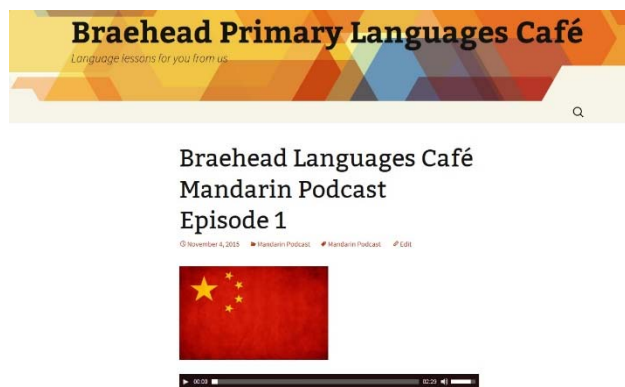 Braehead Primary Languages Café
Language lessons for you from us
Braehead Languages Café
Mandarin Podcast
Episode 1
November 4, 2015 Mandarin Podcast Mandarin Podcast Edit
00:00 02:29